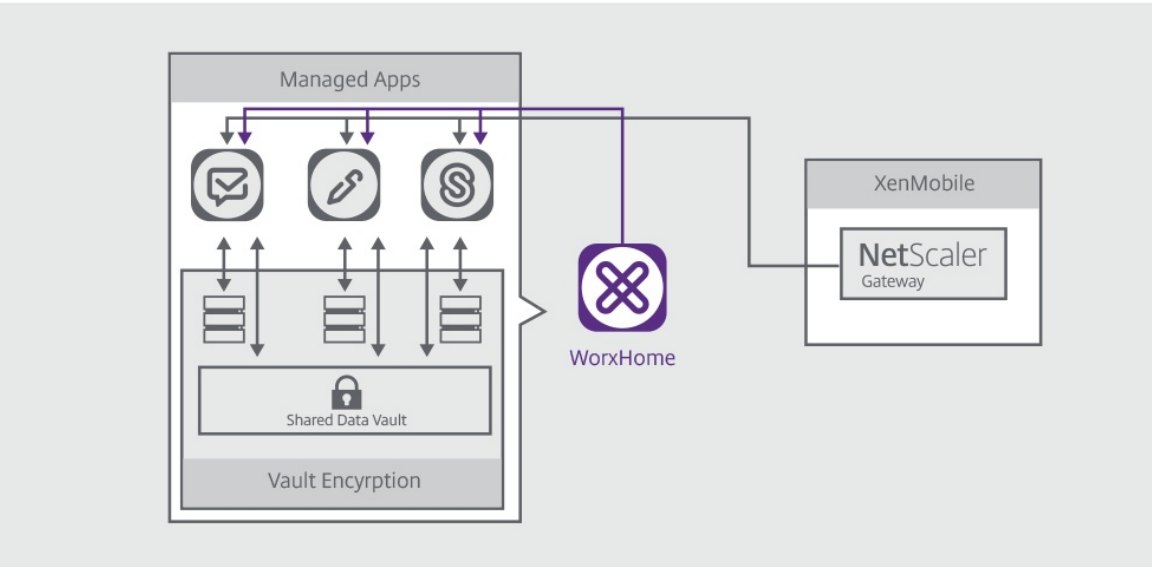 Managed Apps
XenMobile
NetScaler
Gateway
WorxHome
Shared Data Vault
Vault Encyrption